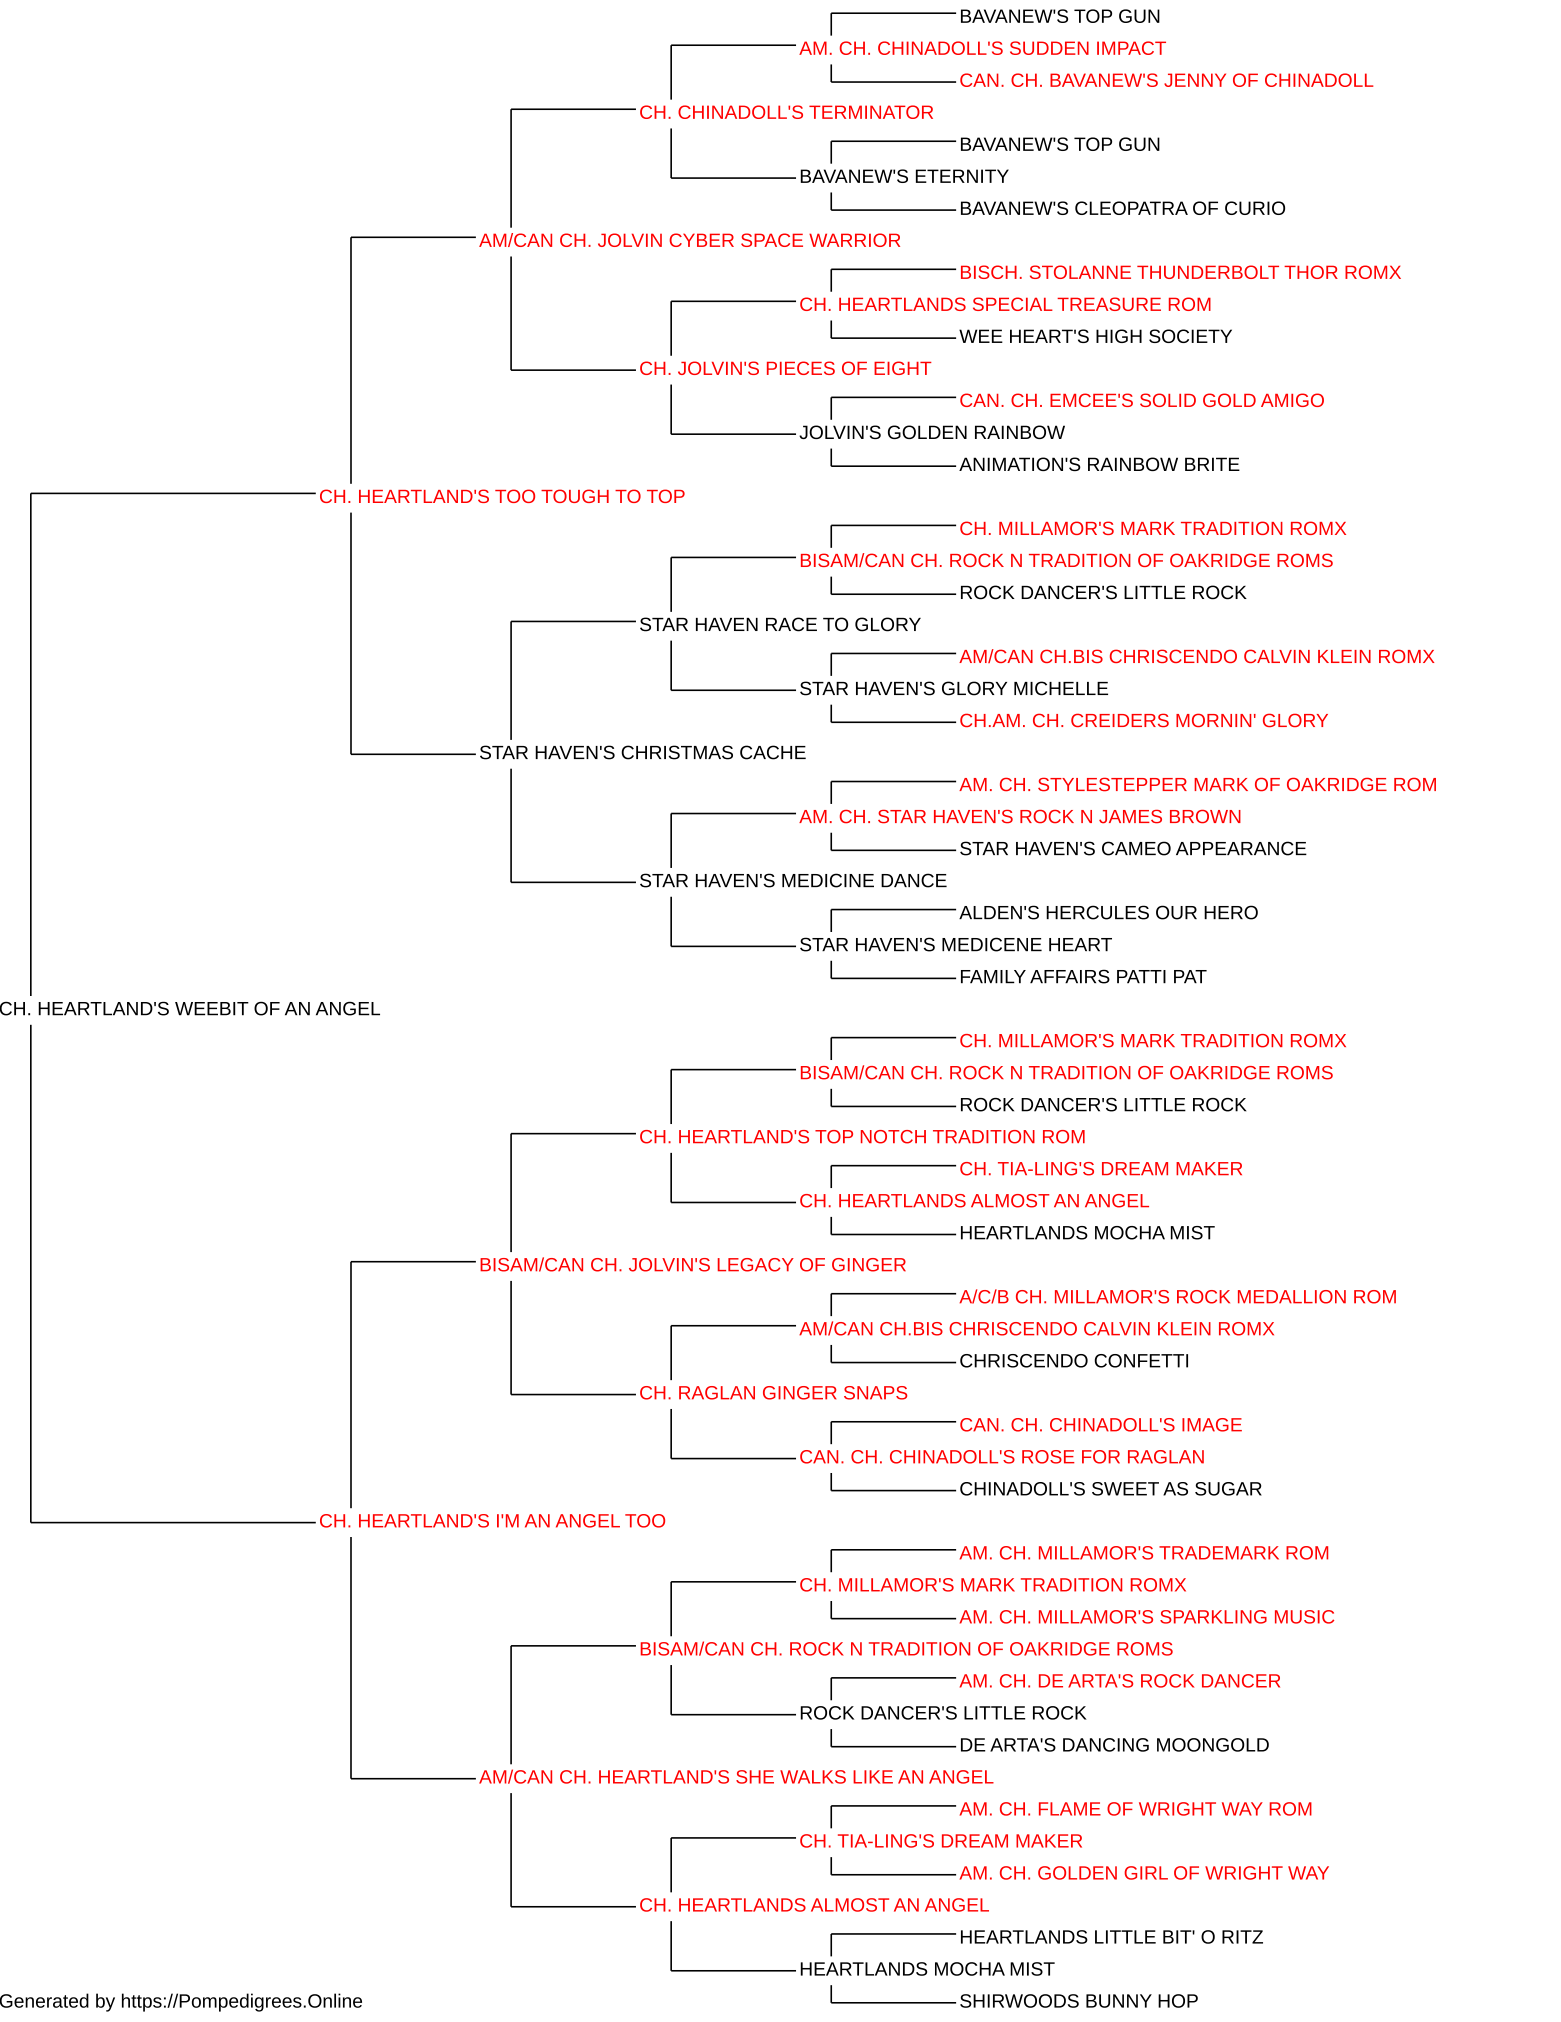 BAVANEW'S TOP GUN
AM. CH. CHINADOLL'S SUDDEN IMPACT
CAN. CH. BAVANEW'S JENNY OF CHINADOLL
CH. CHINADOLL'S TERMINATOR
BAVANEW'S TOP GUN
BAVANEW'S ETERNITY
BAVANEW'S CLEOPATRA OF CURIO
AM/CAN CH. JOLVIN CYBER SPACE WARRIOR
BISCH. STOLANNE THUNDERBOLT THOR ROMX
CH. HEARTLANDS SPECIAL TREASURE ROM
WEE HEART'S HIGH SOCIETY
CH. JOLVIN'S PIECES OF EIGHT
CAN. CH. EMCEE'S SOLID GOLD AMIGO
JOLVIN'S GOLDEN RAINBOW
ANIMATION'S RAINBOW BRITE
CH. HEARTLAND'S TOO TOUGH TO TOP
CH. MILLAMOR'S MARK TRADITION ROMX
BISAM/CAN CH. ROCK N TRADITION OF OAKRIDGE ROMS
ROCK DANCER'S LITTLE ROCK
STAR HAVEN RACE TO GLORY
AM/CAN CH.BIS CHRISCENDO CALVIN KLEIN ROMX
STAR HAVEN'S GLORY MICHELLE
CH.AM. CH. CREIDERS MORNIN' GLORY
STAR HAVEN'S CHRISTMAS CACHE
AM. CH. STYLESTEPPER MARK OF OAKRIDGE ROM
AM. CH. STAR HAVEN'S ROCK N JAMES BROWN
STAR HAVEN'S CAMEO APPEARANCE
STAR HAVEN'S MEDICINE DANCE
ALDEN'S HERCULES OUR HERO
STAR HAVEN'S MEDICENE HEART
FAMILY AFFAIRS PATTI PAT
CH. HEARTLAND'S WEEBIT OF AN ANGEL
CH. MILLAMOR'S MARK TRADITION ROMX
BISAM/CAN CH. ROCK N TRADITION OF OAKRIDGE ROMS
ROCK DANCER'S LITTLE ROCK
CH. HEARTLAND'S TOP NOTCH TRADITION ROM
CH. TIA-LING'S DREAM MAKER
CH. HEARTLANDS ALMOST AN ANGEL
HEARTLANDS MOCHA MIST
BISAM/CAN CH. JOLVIN'S LEGACY OF GINGER
A/C/B CH. MILLAMOR'S ROCK MEDALLION ROM
AM/CAN CH.BIS CHRISCENDO CALVIN KLEIN ROMX
CHRISCENDO CONFETTI
CH. RAGLAN GINGER SNAPS
CAN. CH. CHINADOLL'S IMAGE
CAN. CH. CHINADOLL'S ROSE FOR RAGLAN
CHINADOLL'S SWEET AS SUGAR
CH. HEARTLAND'S I'M AN ANGEL TOO
AM. CH. MILLAMOR'S TRADEMARK ROM
CH. MILLAMOR'S MARK TRADITION ROMX
AM. CH. MILLAMOR'S SPARKLING MUSIC
BISAM/CAN CH. ROCK N TRADITION OF OAKRIDGE ROMS
AM. CH. DE ARTA'S ROCK DANCER
ROCK DANCER'S LITTLE ROCK
DE ARTA'S DANCING MOONGOLD
AM/CAN CH. HEARTLAND'S SHE WALKS LIKE AN ANGEL
AM. CH. FLAME OF WRIGHT WAY ROM
CH. TIA-LING'S DREAM MAKER
AM. CH. GOLDEN GIRL OF WRIGHT WAY
CH. HEARTLANDS ALMOST AN ANGEL
HEARTLANDS LITTLE BIT' O RITZ
HEARTLANDS MOCHA MIST
SHIRWOODS BUNNY HOP
Generated by https://Pompedigrees.Online